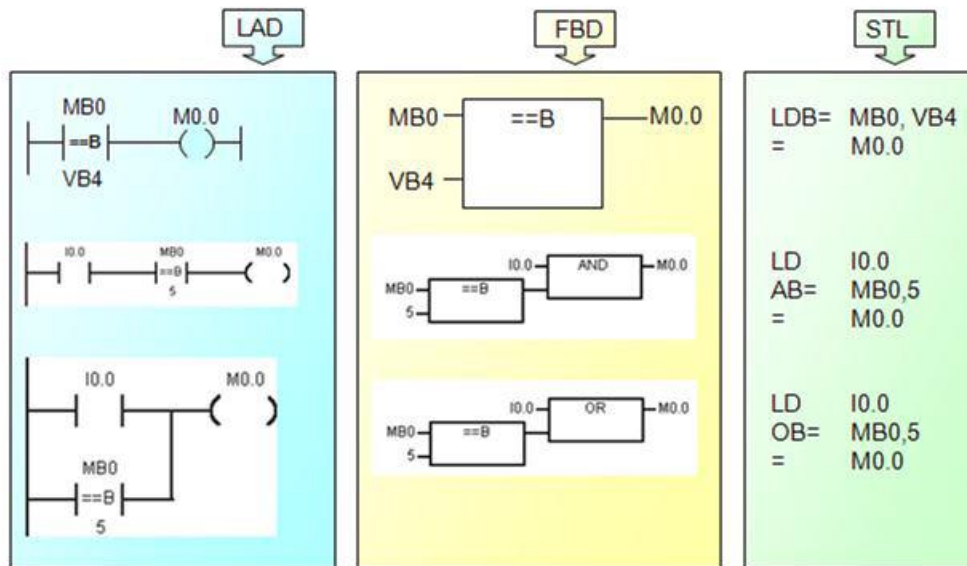 LAD
FBD
STL
MB0
M0.0
==B
VB4
I0.0
MB0
M0.0
==B
5
I0.0
M0.0
MB0
==B
5
MB0
==B
M0.0
VB4
I0.0
AND
M0.0
MB0
==B
5
I0.0
OR
M0.0
MB0
==B
5
LDB= MB0, VB4
= M0.0
LD I0.0
AB= MB0,5
= M0.0
LD I0.0
OB= MB0,5
= M0.0